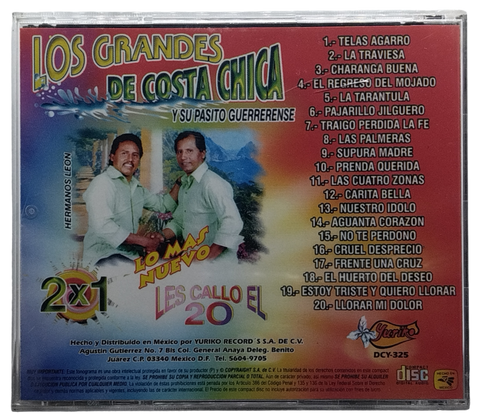 LOS GRANDES
DE COSTA CHICA
Y SU PASITO GUERRERENSE
HERMANOS LEON
LO MAS
NUEVO
2x1
LES CALLO EL
20
1.- TELAS AGARRO
2.- LA TRAVIESA
3.- CHARANGA BUENA
4.- EL REGRESO DEL MOJADO
5.- LA TARANTULA
6.- PAJARILLO JILGUERO
7.- TRAIGO PERDIDA LA FE
8.- LAS PALMERAS
9.- SUPURA MADRE
10.- PRENDA QUERIDA
11.- LAS CUATRO ZONAS
12.- CARITA BELLA
13.- NUESTRO IDOLO
14.- AGUANTA CORAZON
15.- NO TE PERDONO
16.- CRUEL DESPRECIO
17.- FRENTE UNA CRUZ
18.- EL HUERTO DEL DESEO
19.- ESTOY TRISTE Y QUIERO LLORAR
20.- LLORAR MI DOLOR
Hecho y Distribuido en México por YURIKO RECORD´S S.A. DE C.V.
Agustin Gutierrez No. 7 Bis Col. General Anaya Deleg. Benito
Juarez C.P. 03340 México D.F. Tel. 5604-9705
Yuriko
DCY-325
disc